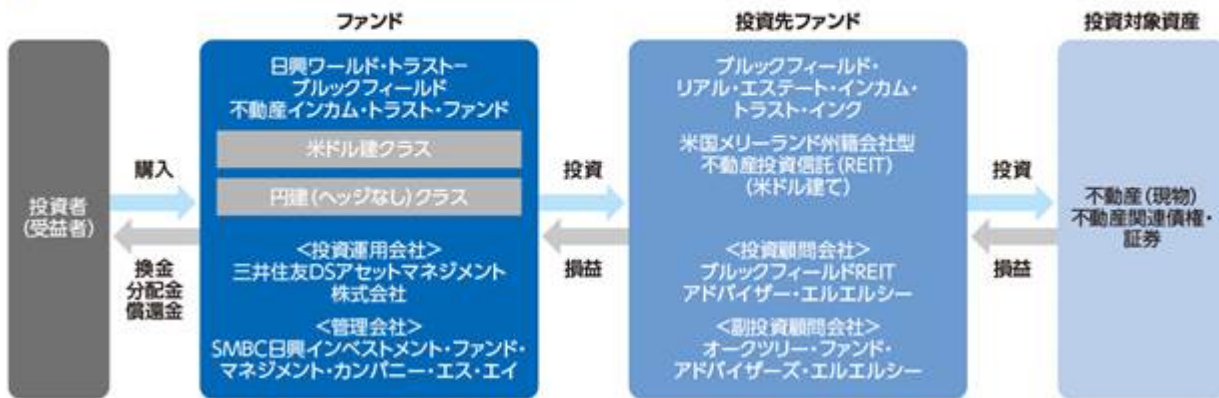 ファンド
投資先ファンド
投資対象資産
投資者
(受益者)
購入
換金
分配金
償還金
日興ワールド・トラストー
ブルックフィールド
不動産インカム・トラスト・ファンド
米ドル建クラス
円建(ヘッジなし)クラス
<投資運用会社>
三井住友DSアセットマネジメント
株式会社
<管理会社>
SMBC日興インベストメント・ファンド・
マネジメント・カンパニー・エス・エイ
投資
損益
ブルックフィールド・
リアル・エステート・インカム・
トラスト・インク
米国メリーランド州籍会社型
不動産投資信託(REIT)
(米ドル建て)
<投資顧問会社>
ブルックフィールドREIT
アドバイザー・エルエルシー
<副投資顧問会社>
オークツリー・ファンド・
アドバイザーズ・エルエルシー
投資
損益
不動産(現物)
不動産関連債権・
証券